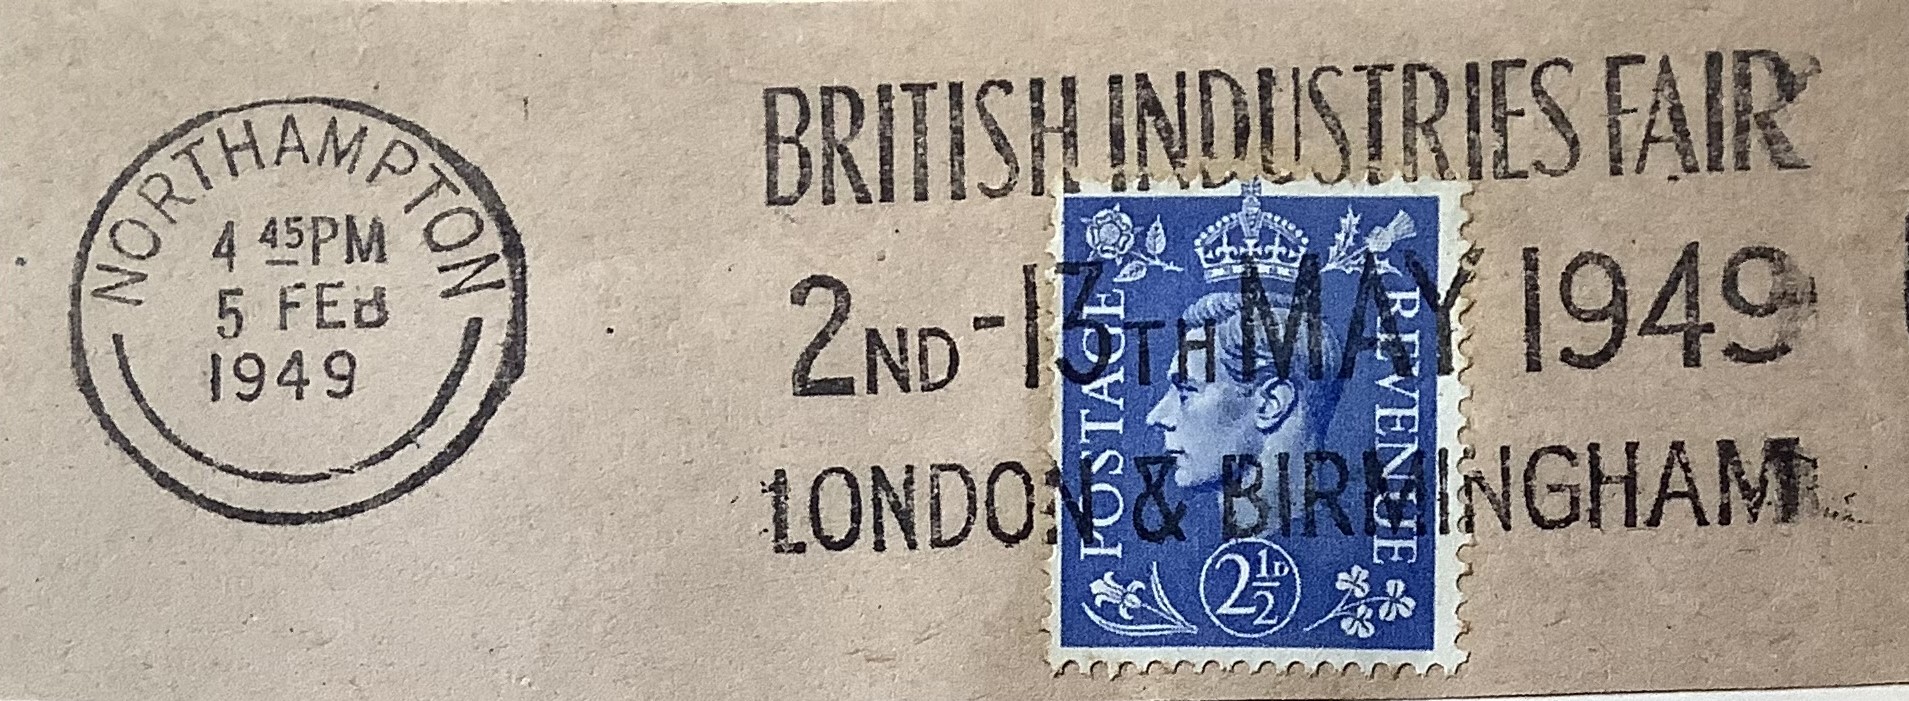 NORTHAMPTON
4 45PM
5 FEB
1949
BRITISH INDUSTRIES FAIR
2ND-13TH MAY 1949
LONDON & BIRMINGHAM
POSTAGE
REVENUE
2½D